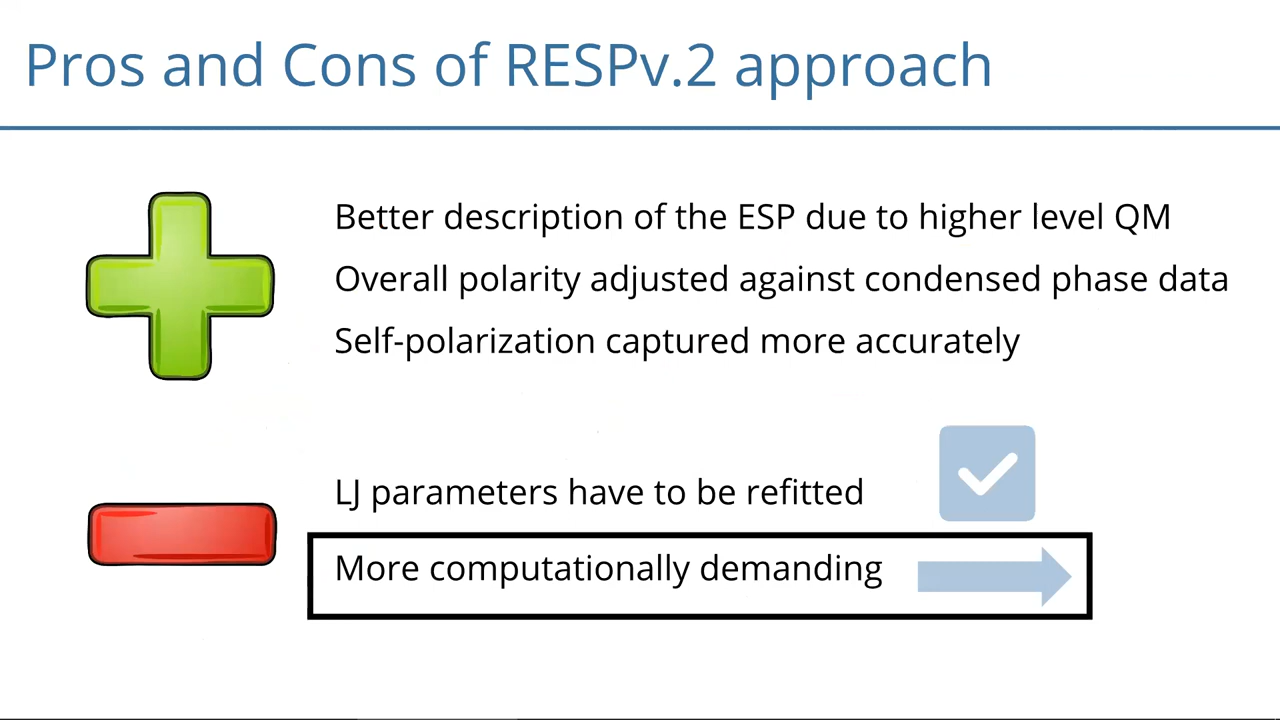 Pros and Cons of RESPv.2 approach
Better description of the ESP due to higher level QM
Overall polarity adjusted against condensed phase data
Self-polarization captured more accurately
LJ parameters have to be refitted
More computationally demanding